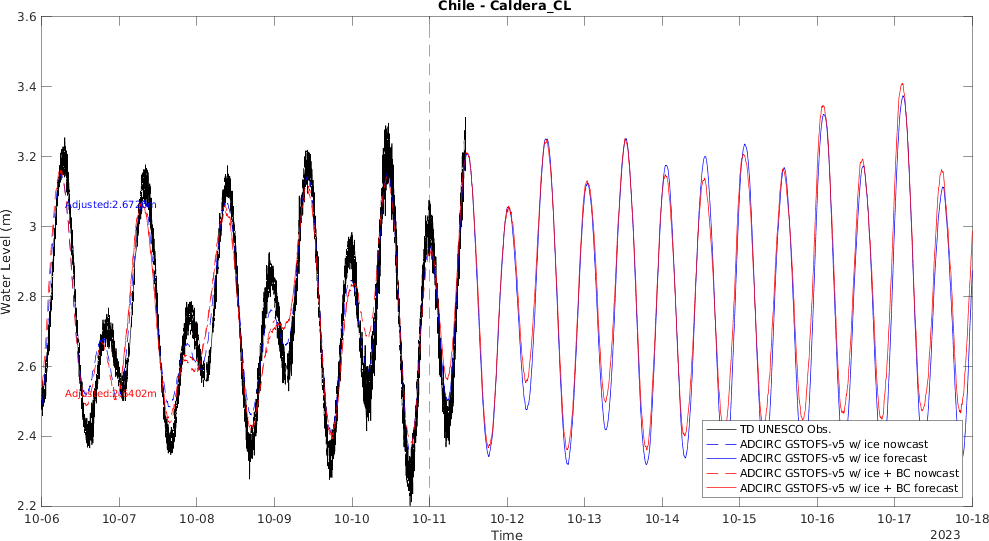 Chile - Caldera_CL
3.6
3.4
3.2
3
2.8
2.6
2.4
2.2
Water Level (m)
Adjusted:
TD UNESCO Obs.
ADCIRC GSTOFS-v5 w/ ice nowcast
ADCIRC GSTOFS-v5 w/ ice forecast
ADCIRC GSTOFS-v5 w/ ice + BC nowcast
ADCIRC GSTOFS-v5 w/ ice + BC forecast
10-06 10-07 10-08 10-09 10-10 10-11 10-12 10-13 10-14 10-15 10-16 10-17 10-18
Time
2023